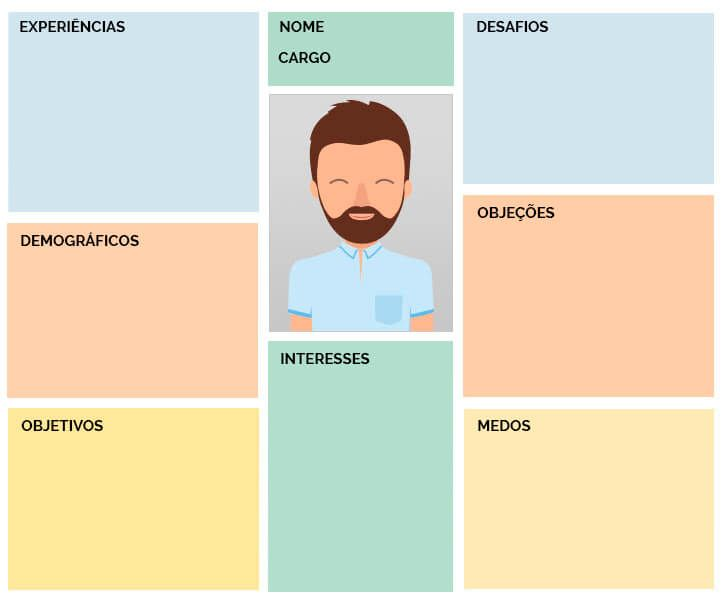 EXPERIÊNCIAS
NOME
CARGO
DESAFIOS
DEMOGRÁFICOS
OBJEÇÕES
INTERESSES
OBJETIVOS
MEDOS